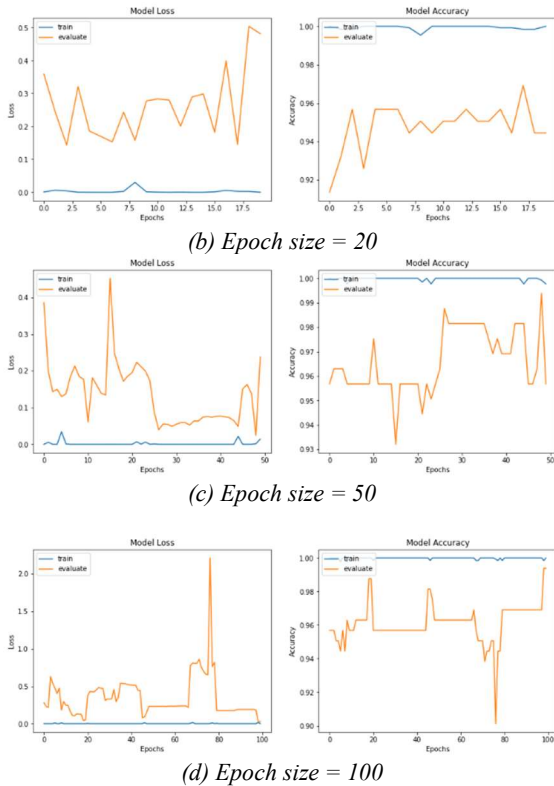 Model Loss
Model Accuracy
train
evaluate
train
evaluate
0.5
0.4
0.3
0.2
0.1
0.0
Loss
1.00
0.98
0.96
0.94
0.92
Accuracy
0.0 2.5 5.0 7.5 10.0 12.5 15.0 17.5
0.0 2.5 5.0 7.5 10.0 12.5 15.0 17.5
Epochs
Epochs
(b) Epoch size = 20
Model Loss
Model Accuracy
train
evaluate
train
evaluate
0.4
0.3
0.2
0.1
0.0
Loss
1.00
0.99
0.98
0.97
0.96
0.95
0.94
0.93
Accuracy
0 10 20 30 40 50
0 10 20 30 40 50
Epochs
Epochs
(c) Epoch size = 50
Model Loss
Model Accuracy
train
evaluate
train
evaluate
2.0
1.5
1.0
0.5
0.0
Loss
1.00
0.98
0.96
0.94
0.92
0.90
Accuracy
0 20 40 60 80 100
0 20 40 60 80 100
Epochs
Epochs
(d) Epoch size = 100